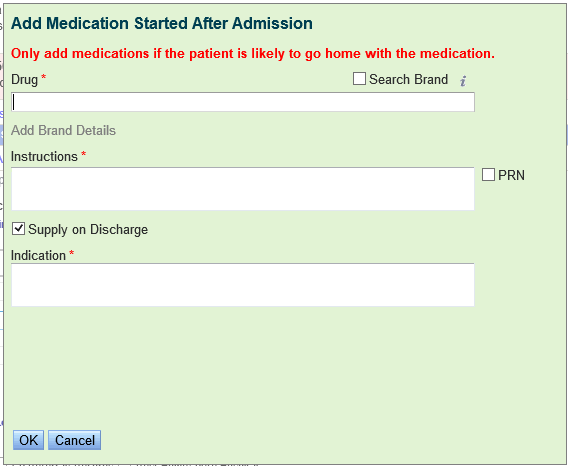 Add Medication Started After Admission
Only add medications if the patient is likely to go home with the medication.
Drug * Search Brand i
Add Brand Details
Instructions *
PRN
Supply on Discharge
Indication *
OK Cancel